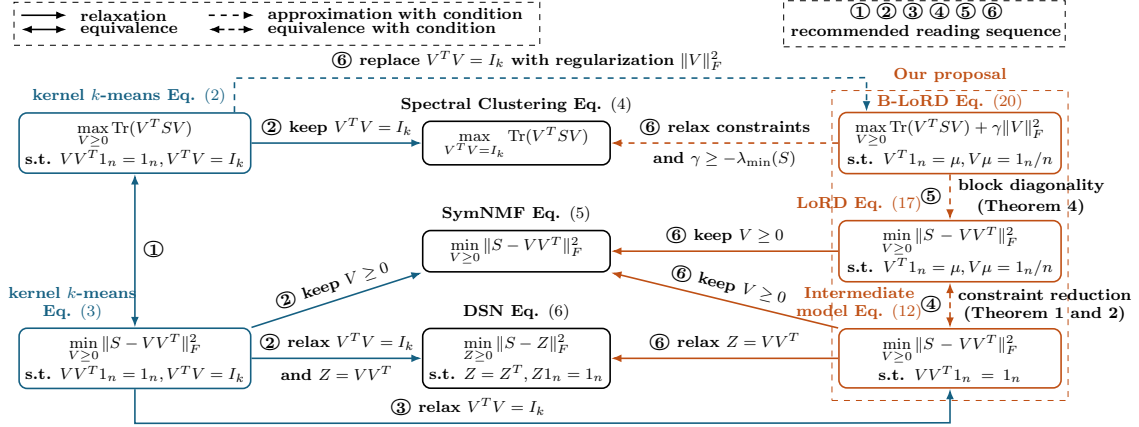 relaxation
equivalence
approximation with condition
equivalence with condition
① ② ③ ④ ⑤ ⑥
recommended reading sequence
⑥ replace V^T V = I_k with regularization ‖V‖_F^2
Our proposal
kernel k-means Eq. (2)
max_{V≥0} Tr(V^T SV)
s.t. VV^T 1_n = 1_n, V^T V = I_k
② keep V^T V = I_k
Spectral Clustering Eq. (4)
max_{V^T V=I_k} Tr(V^T SV)
⑥ relax constraints
and γ ≥ −λ_min(S)
B-LoRD Eq. (20)
max_{V≥0} Tr(V^T SV) + γ‖V‖_F^2
s.t. V^T 1_n = μ, Vμ = 1_n/n
⑤ block diagonality
(Theorem 4)
①
SymNMF Eq. (5)
min_{V≥0} ‖S − VV^T‖_F^2
⑥ keep V ≥ 0
LoRD Eq. (17)
min_{V≥0} ‖S − VV^T‖_F^2
s.t. V^T 1_n = μ, Vμ = 1_n/n
② keep V ≥ 0
⑥ keep V ≥ 0
④ constraint reduction
(Theorem 1 and 2)
kernel k-means
Eq. (3)
min_{V≥0} ‖S − VV^T‖_F^2
s.t. VV^T 1_n = 1_n, V^T V = I_k
② relax V^T V = I_k
and Z = VV^T
DSN Eq. (6)
min_{Z≥0} ‖S − Z‖_F^2
s.t. Z = Z^T, Z1_n = 1_n
⑥ relax Z = VV^T
Intermediate
model Eq. (12)
min_{V≥0} ‖S − VV^T‖_F^2
s.t. VV^T 1_n = 1_n
③ relax V^T V = I_k